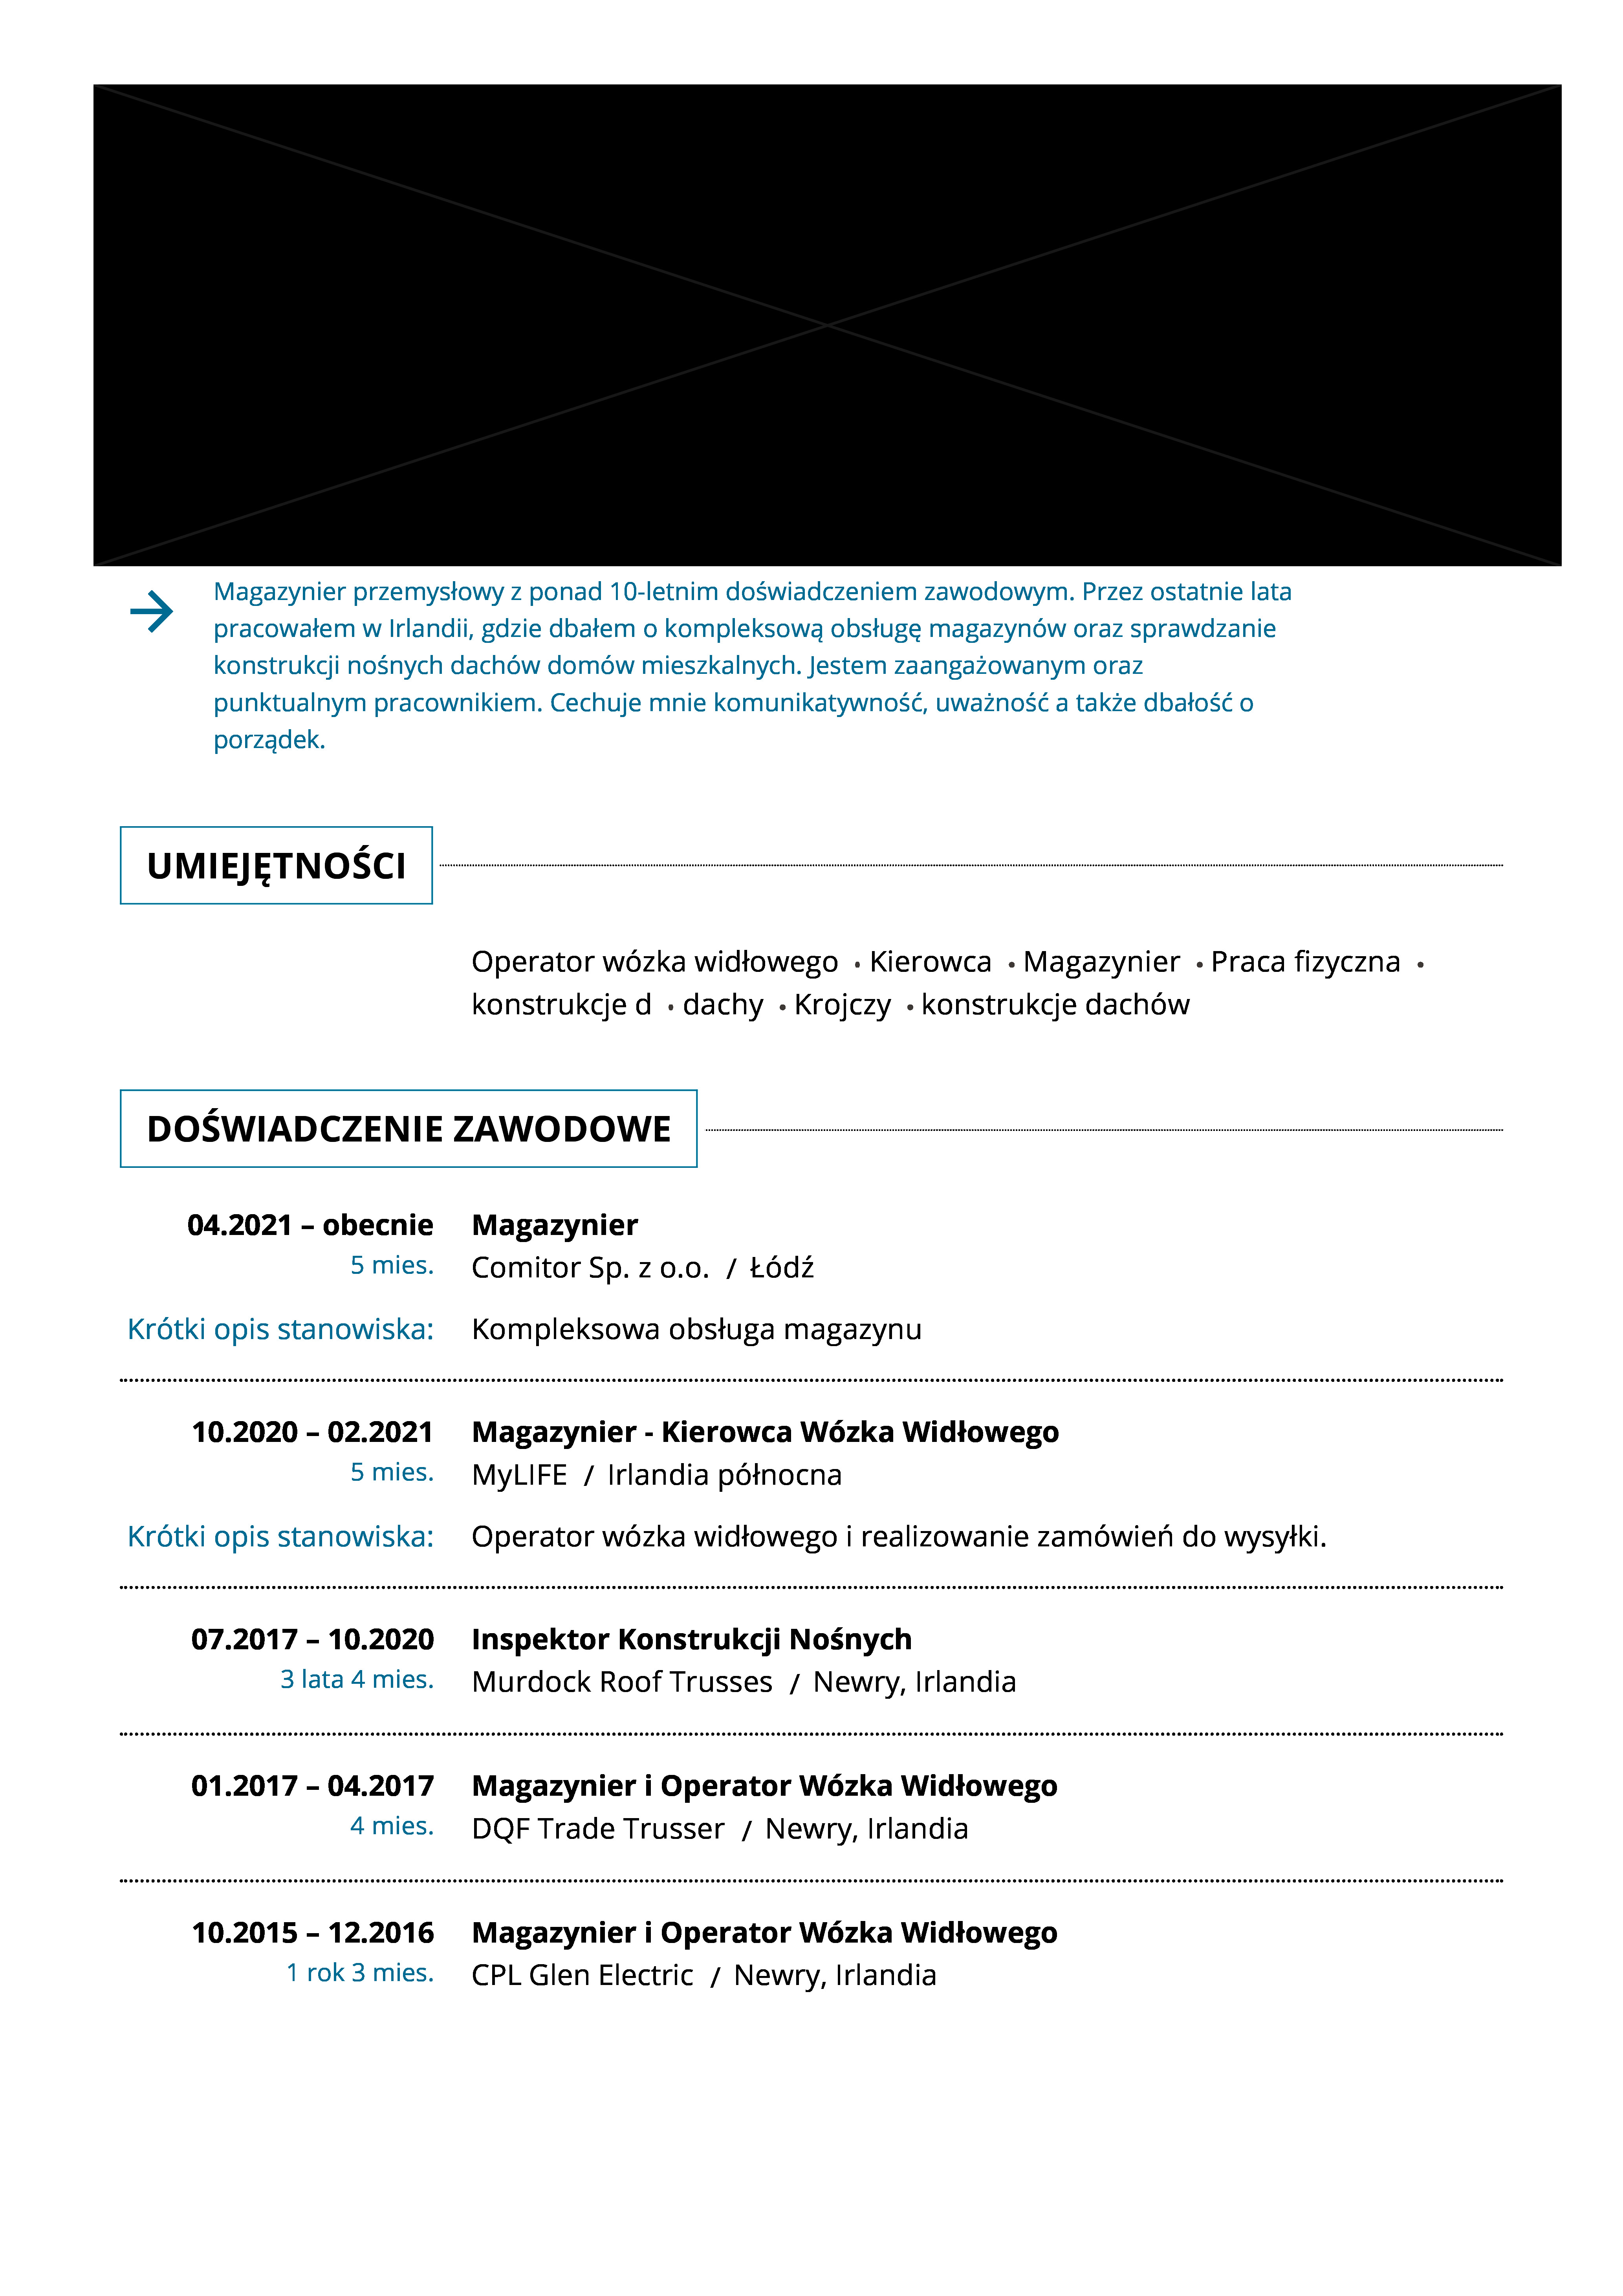 Magazynier przemysłowy z ponad 10-letnim doświadczeniem zawodowym. Przez ostatnie lata
pracowałem w Irlandii, gdzie dbałem o kompleksową obsługę magazynów oraz sprawdzanie
konstrukcji nośnych dachów domów mieszkalnych. Jestem zaangażowanym oraz
punktualnym pracownikiem. Cechuje mnie komunikatywność, uważność a także dbałość o
porządek.
UMIEJĘTNOŚCI
Operator wózka widłowego • Kierowca • Magazynier • Praca fizyczna •
konstrukcje d • dachy • Krojczy • konstrukcje dachów
DOŚWIADCZENIE ZAWODOWE
04.2021 – obecnie Magazynier
5 mies. Comitor Sp. z o.o. / Łódź
Krótki opis stanowiska: Kompleksowa obsługa magazynu
10.2020 – 02.2021 Magazynier - Kierowca Wózka Widłowego
5 mies. MyLIFE / Irlandia północna
Krótki opis stanowiska: Operator wózka widłowego i realizowanie zamówień do wysyłki.
07.2017 – 10.2020 Inspektor Konstrukcji Nośnych
3 lata 4 mies. Murdock Roof Trusses / Newry, Irlandia
01.2017 – 04.2017 Magazynier i Operator Wózka Widłowego
4 mies. DQF Trade Trusser / Newry, Irlandia
10.2015 – 12.2016 Magazynier i Operator Wózka Widłowego
1 rok 3 mies. CPL Glen Electric / Newry, Irlandia